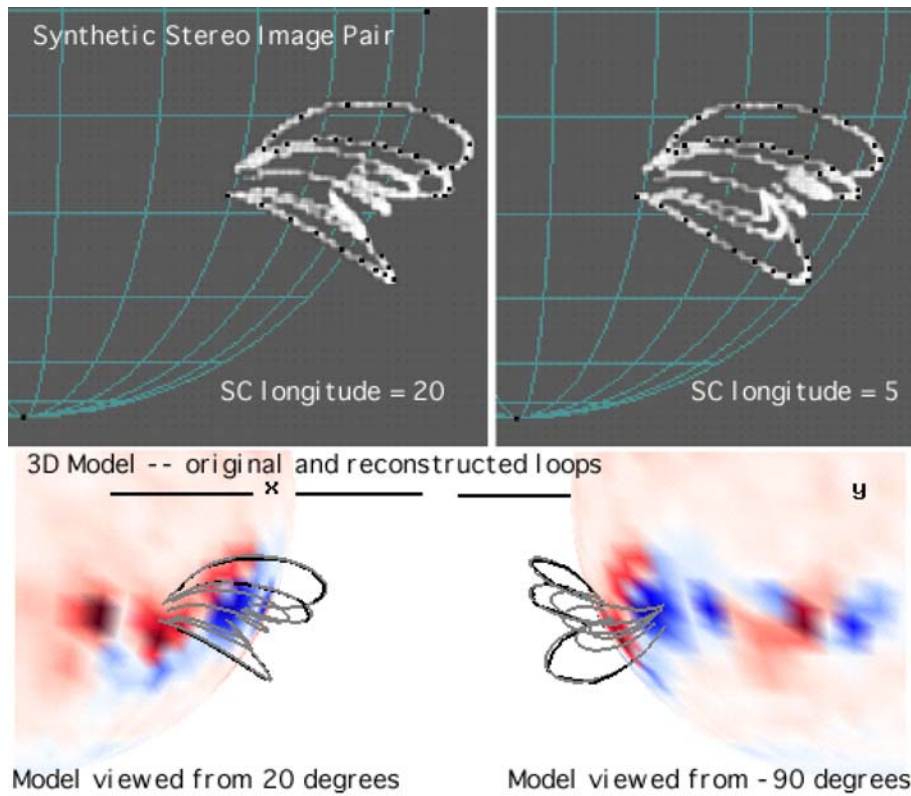 Synthetic Stereo Image Pair
SC longitude = 20
SC longitude = 5
3D Model -- original and reconstructed loops
x
y
Model viewed from 20 degrees
Model viewed from -90 degrees